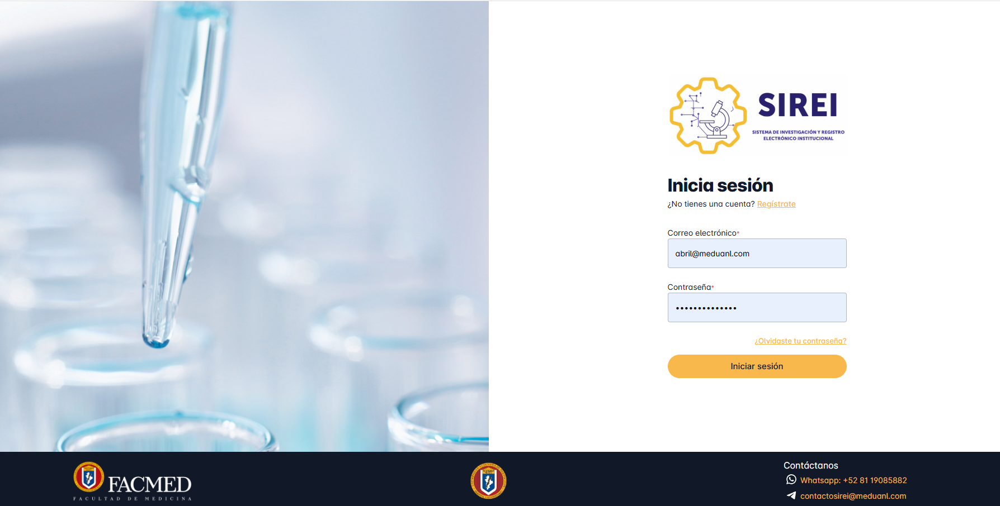 SIREI
SISTEMA DE INVESTIGACIÓN Y REGISTRO
ELECTRÓNICO INSTITUCIONAL
Inicia sesión
¿No tienes una cuenta? Regístrate
Correo electrónico*
abril@meduanl.com
Contraseña*
••••••••••••••
¿Olvidaste tu contraseña?
Iniciar sesión
FACMED
FACULTAD DE MEDICINA
Contáctanos
Whatsapp: +52 81 19085882
contactosirei@meduanl.com